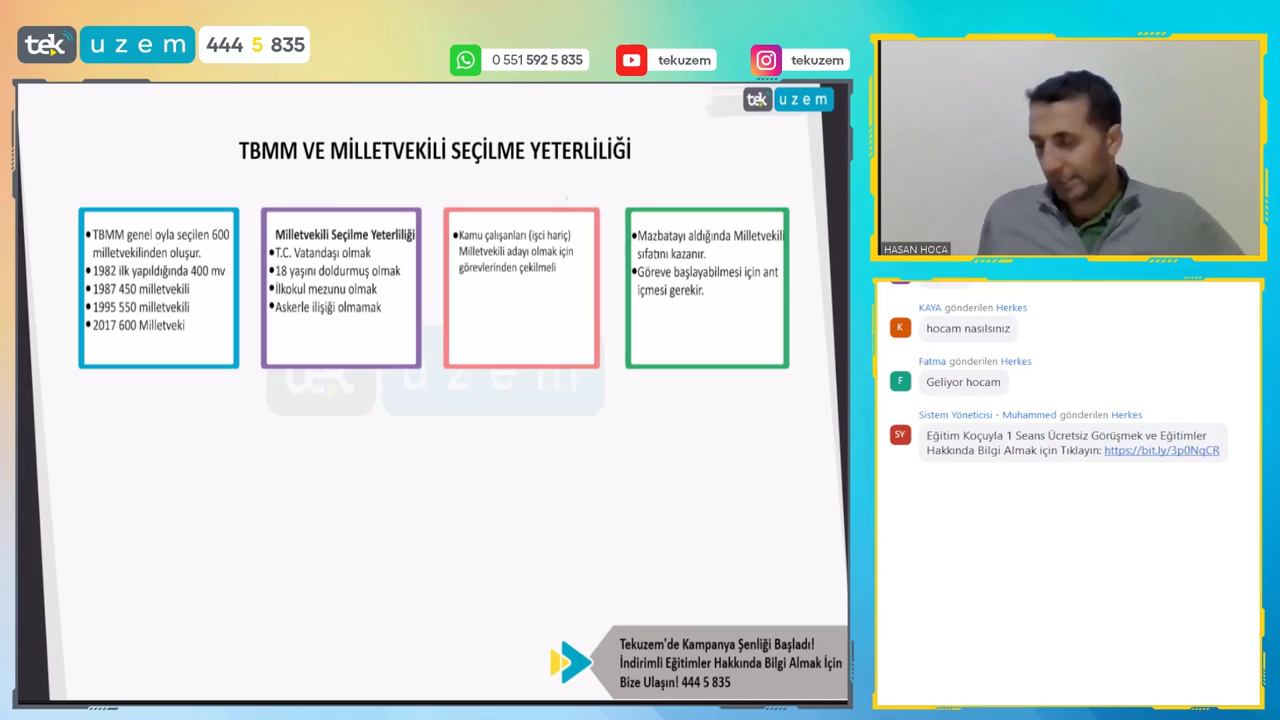 tek uzem 444 5 835
0 551 592 5 835
tekuzem
tekuzem
tek uzem
TBMM VE MİLLETVEKİLİ SEÇİLME YETERLİLİĞİ
•TBMM genel oyla seçilen 600
milletvekilinden oluşur.
•1982 ilk yapıldığında 400 mv
•1987 450 milletvekili
•1995 550 milletvekili
•2017 600 Milletveki
Milletvekili Seçilme Yeterliliği
•T.C. Vatandaşı olmak
•18 yaşını doldurmuş olmak
•İlkokul mezunu olmak
•Askerle ilişiği olmamak
•Kamu çalışanları (işci hariç)
Milletvekili adayı olmak için
görevlerinden çekilmeli
•Mazbatayı aldığında Milletvekili
sıfatını kazanır.
•Göreve başlayabilmesi için ant
içmesi gerekir.
tek uzem
Tekuzem'de Kampanya Şenliği Başladı!
İndirimli Eğitimler Hakkında Bilgi Almak İçin
Bize Ulaşın! 444 5 835
HASAN HOCA
KAYA gönderilen Herkes
K
hocam nasılsınız
Fatma gönderilen Herkes
F
Geliyor hocam
Sistem Yöneticisi - Muhammed gönderilen Herkes
SY
Eğitim Koçuyla 1 Seans Ücretsiz Görüşmek ve Eğitimler
Hakkında Bilgi Almak için Tıklayın: https://bit.ly/3p0NqCR